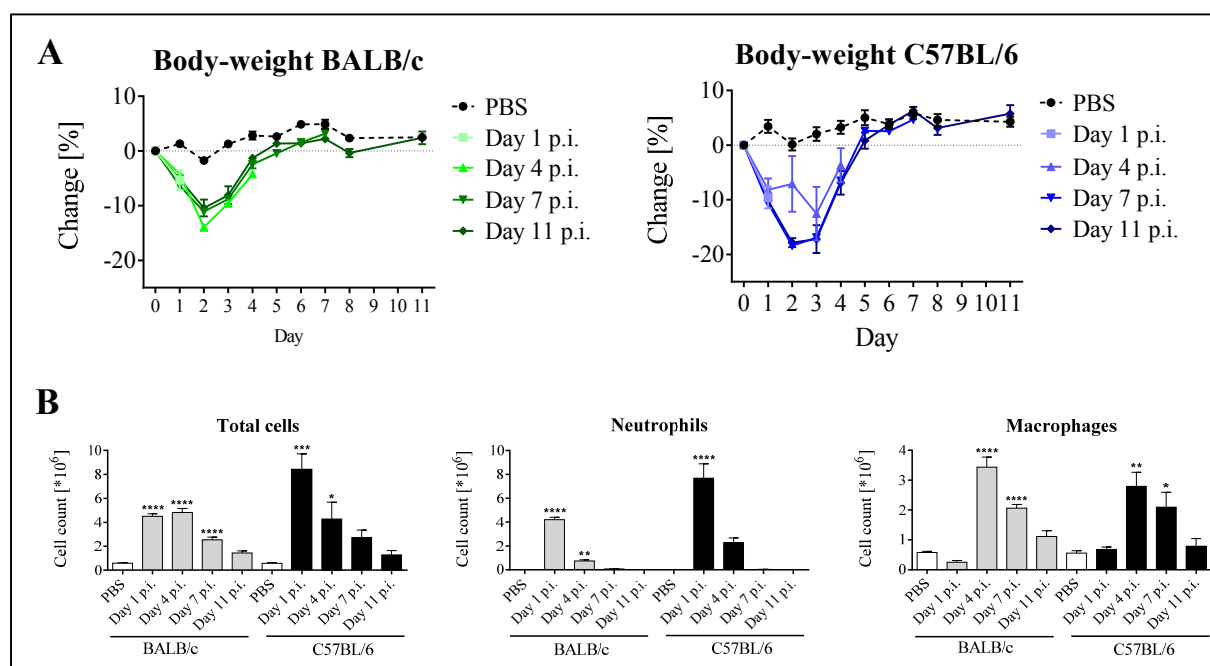 A
Body-weight BALB/c
10
0
-10
-20
Change [%]
0 1 2 3 4 5 6 7 8 9 10 11
Day
PBS
Day 1 p.i.
Day 4 p.i.
Day 7 p.i.
Day 11 p.i.
Body-weight C57BL/6
10
0
-10
-20
Change [%]
0 1 2 3 4 5 6 7 8 9 10 11
Day
PBS
Day 1 p.i.
Day 4 p.i.
Day 7 p.i.
Day 11 p.i.
B
Total cells
Cell count [*10⁶]
10
8
6
4
2
0
**** **** **** *** *
PBS Day 1 p.i. Day 4 p.i. Day 7 p.i. Day 11 p.i. PBS Day 1 p.i. Day 4 p.i. Day 7 p.i. Day 11 p.i.
BALB/c C57BL/6
Neutrophils
Cell count [*10⁶]
10
8
6
4
2
0
**** ** ****
PBS Day 1 p.i. Day 4 p.i. Day 7 p.i. Day 11 p.i. PBS Day 1 p.i. Day 4 p.i. Day 7 p.i. Day 11 p.i.
BALB/c C57BL/6
Macrophages
Cell count [*10⁶]
4
3
2
1
0
**** **** ** *
PBS Day 1 p.i. Day 4 p.i. Day 7 p.i. Day 11 p.i. PBS Day 1 p.i. Day 4 p.i. Day 7 p.i. Day 11 p.i.
BALB/c C57BL/6